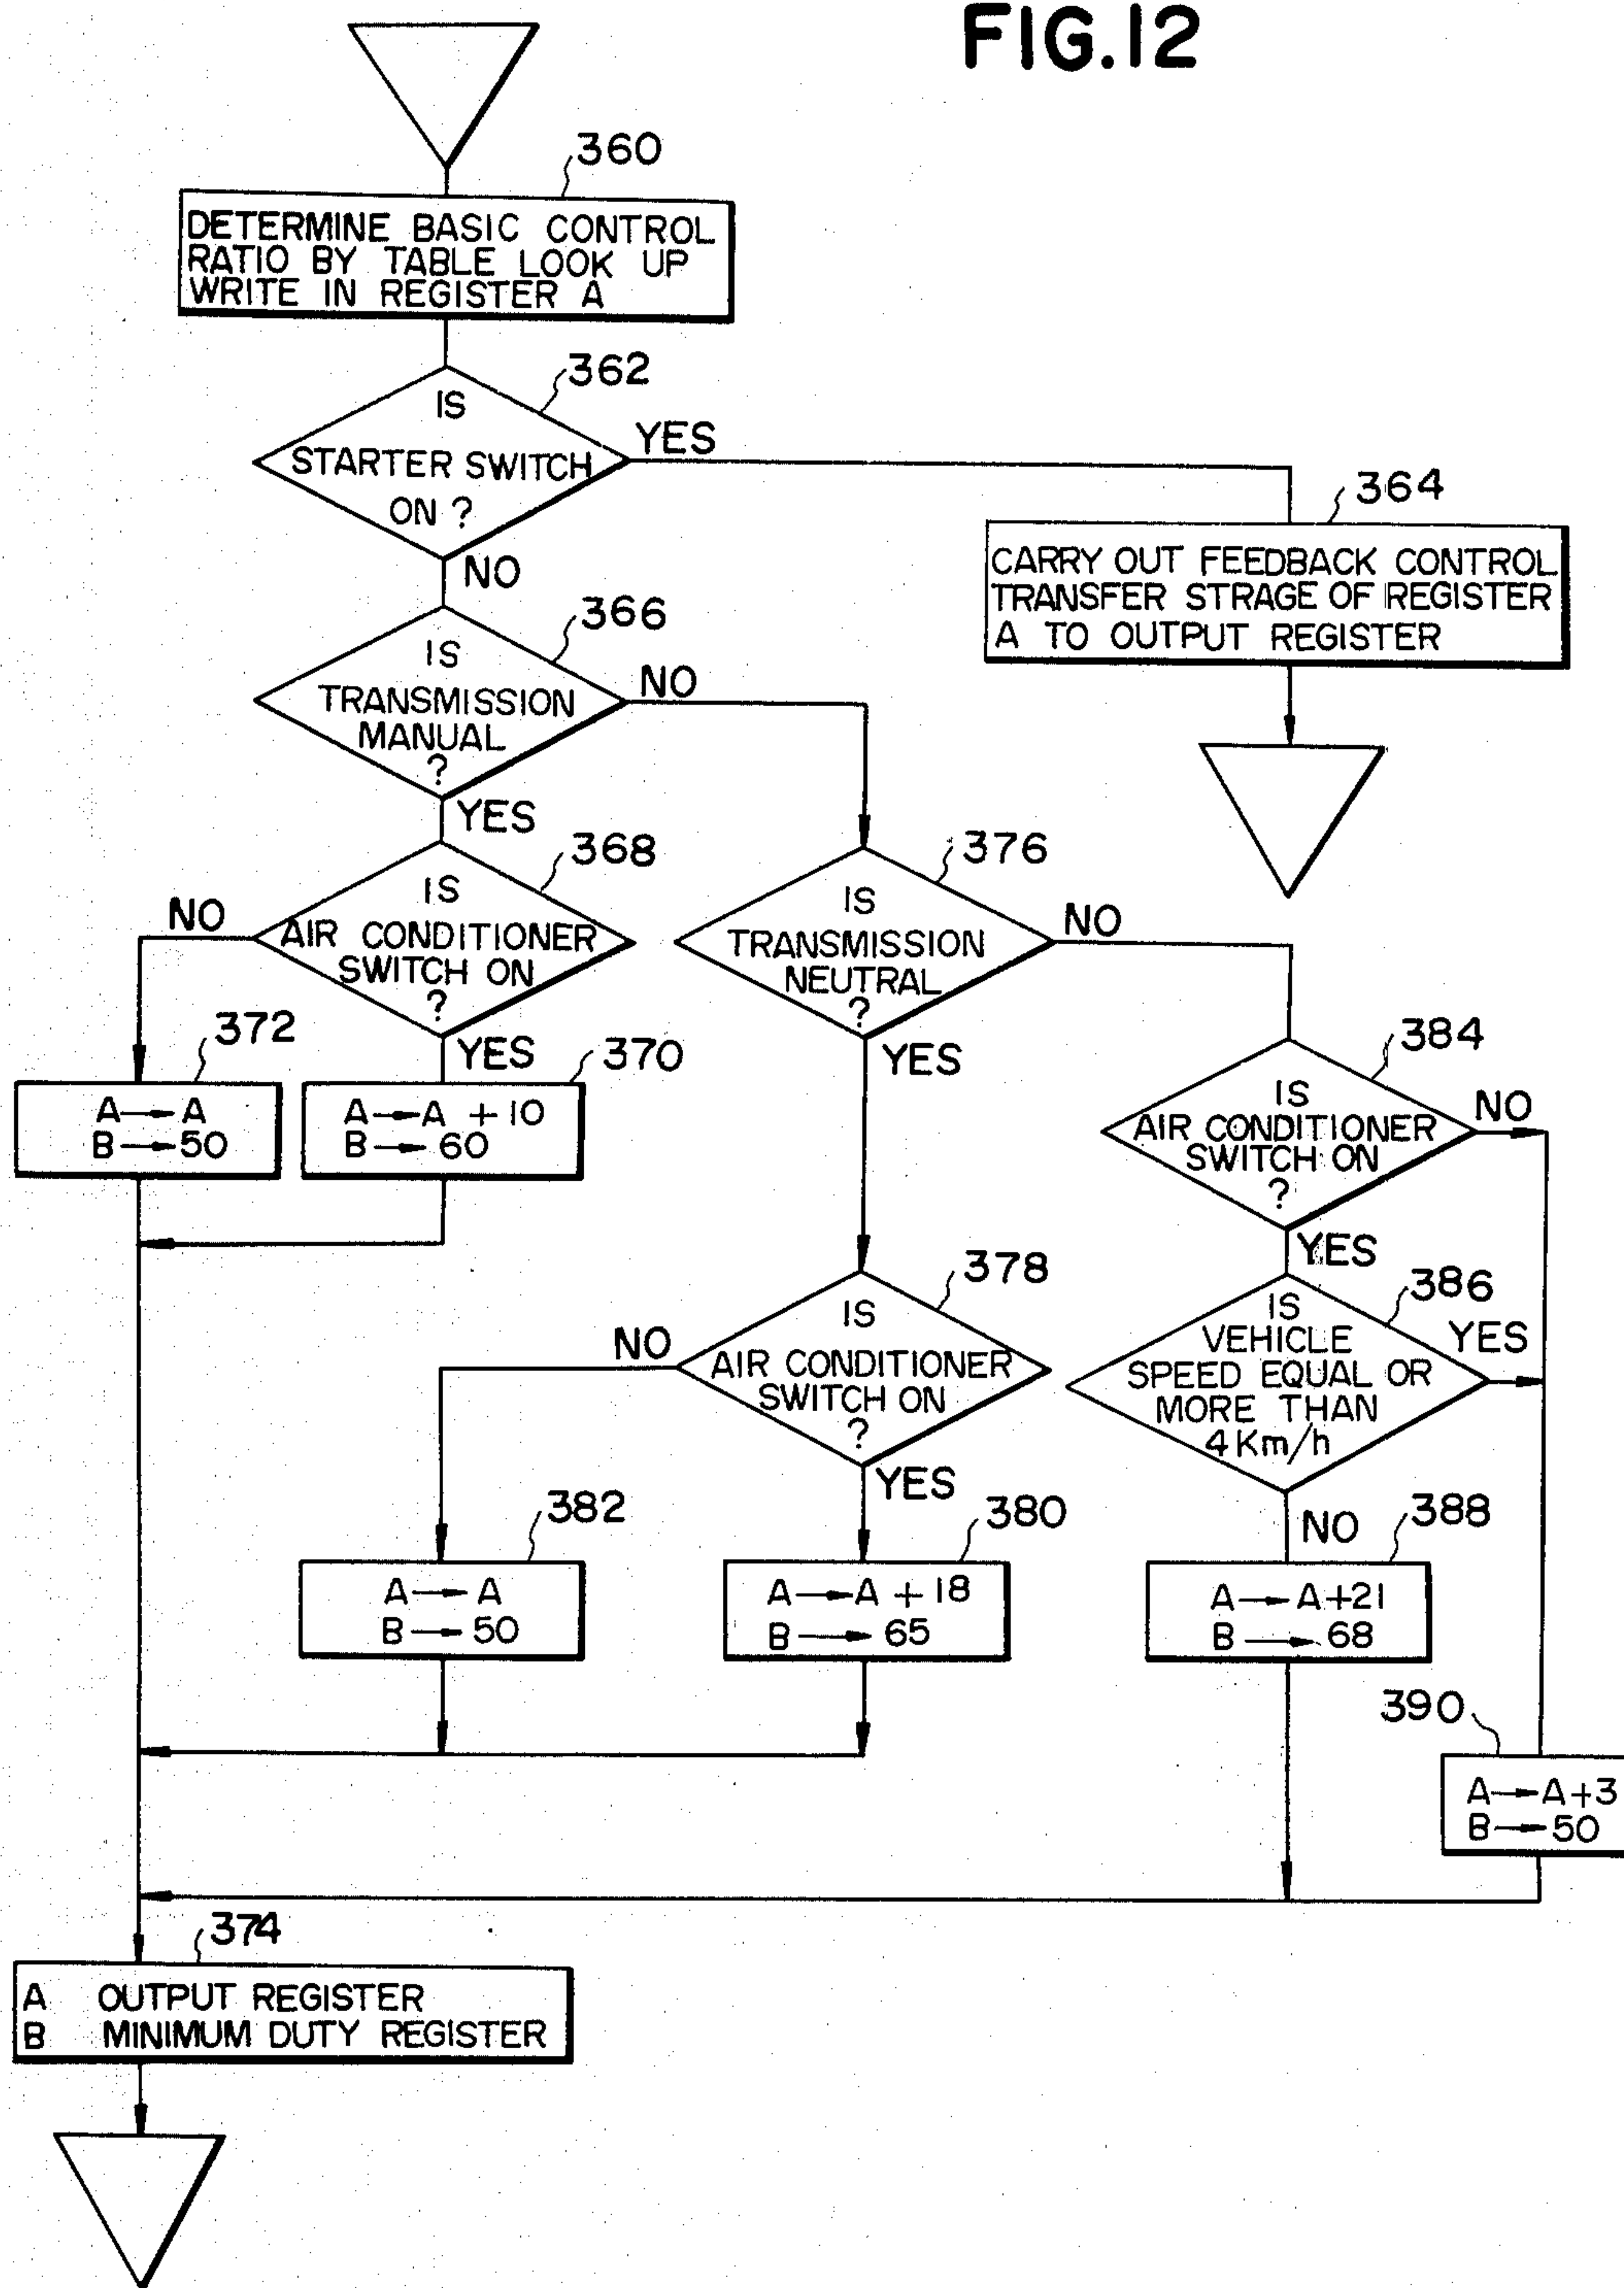 FIG.12
360
DETERMINE BASIC CONTROL
RATIO BY TABLE LOOK UP
WRITE IN REGISTER A
362
IS
STARTER SWITCH
ON ?
YES
NO
364
CARRY OUT FEEDBACK CONTROL
TRANSFER STRAGE OF REGISTER
A TO OUTPUT REGISTER
366
IS
TRANSMISSION
MANUAL
?
NO
YES
368
IS
AIR CONDITIONER
SWITCH ON
?
NO
YES
372
A → A
B → 50
370
A → A + 10
B → 60
376
IS
TRANSMISSION
NEUTRAL
?
NO
YES
384
IS
AIR CONDITIONER
SWITCH ON
?
NO
YES
378
IS
AIR CONDITIONER
SWITCH ON
?
NO
YES
386
IS
VEHICLE
SPEED EQUAL OR
MORE THAN
4 Km/h
YES
NO
382
A → A
B → 50
380
A → A + 18
B → 65
388
A → A+21
B → 68
390
A → A+3
B → 50
374
A OUTPUT REGISTER
B MINIMUM DUTY REGISTER